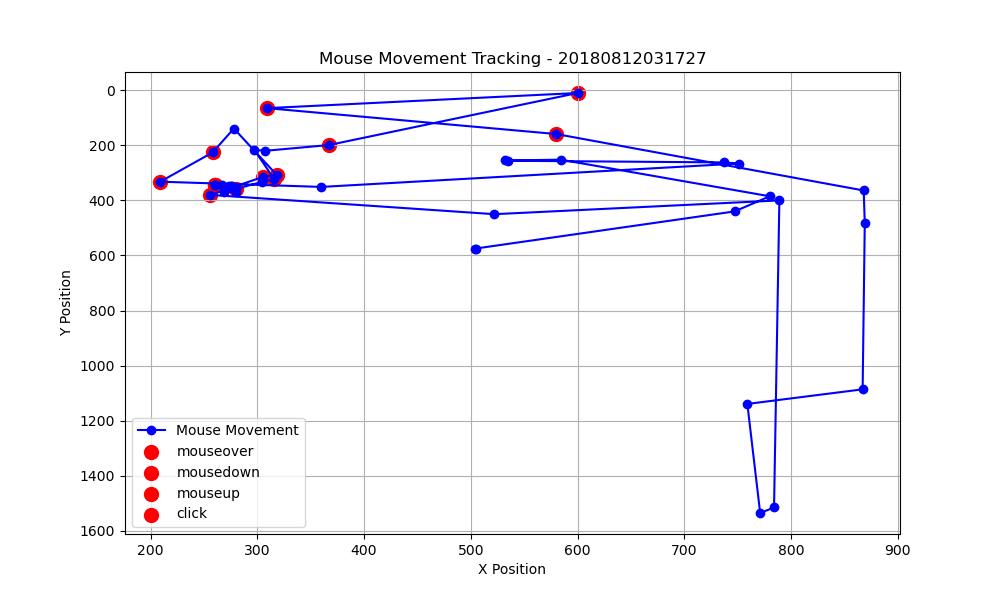 Mouse Movement Tracking - 20180812031727
0
200
400
600
800
1000
1200
1400
1600
Y Position
Mouse Movement
mouseover
mousedown
mouseup
click
200 300 400 500 600 700 800 900
X Position